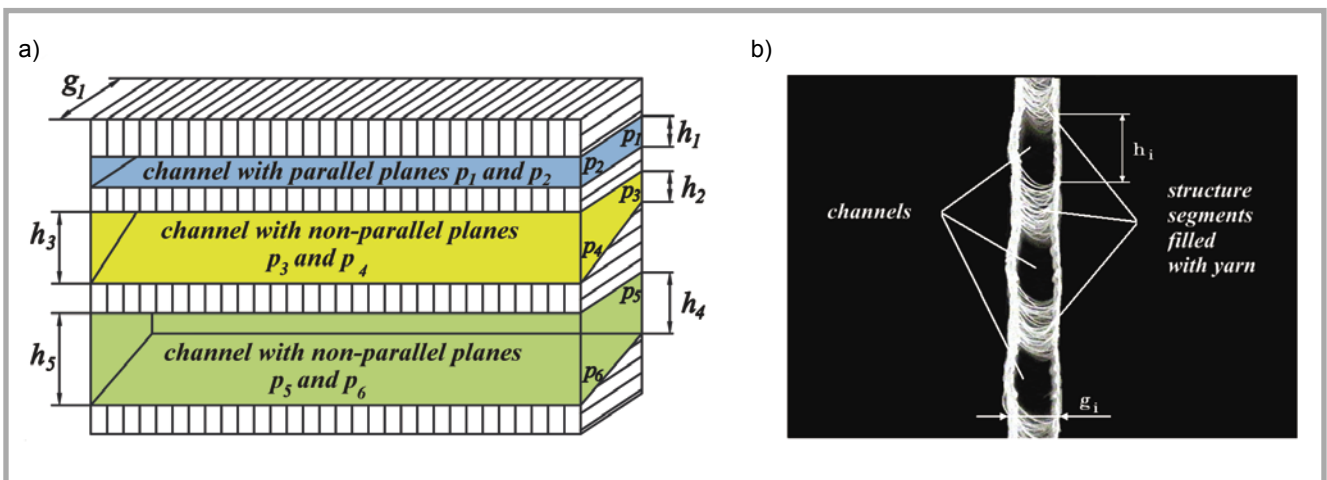 a)
g₁
h₁
p₁
channel with parallel planes p₁ and p₂
p₂
h₂
p₃
h₃
channel with non-parallel planes
p₃ and p₄
p₄
h₄
p₅
h₅
channel with non-parallel planes
p₅ and p₆
p₆
b)
hᵢ
channels
structure
segments
filled
with yarn
gᵢ